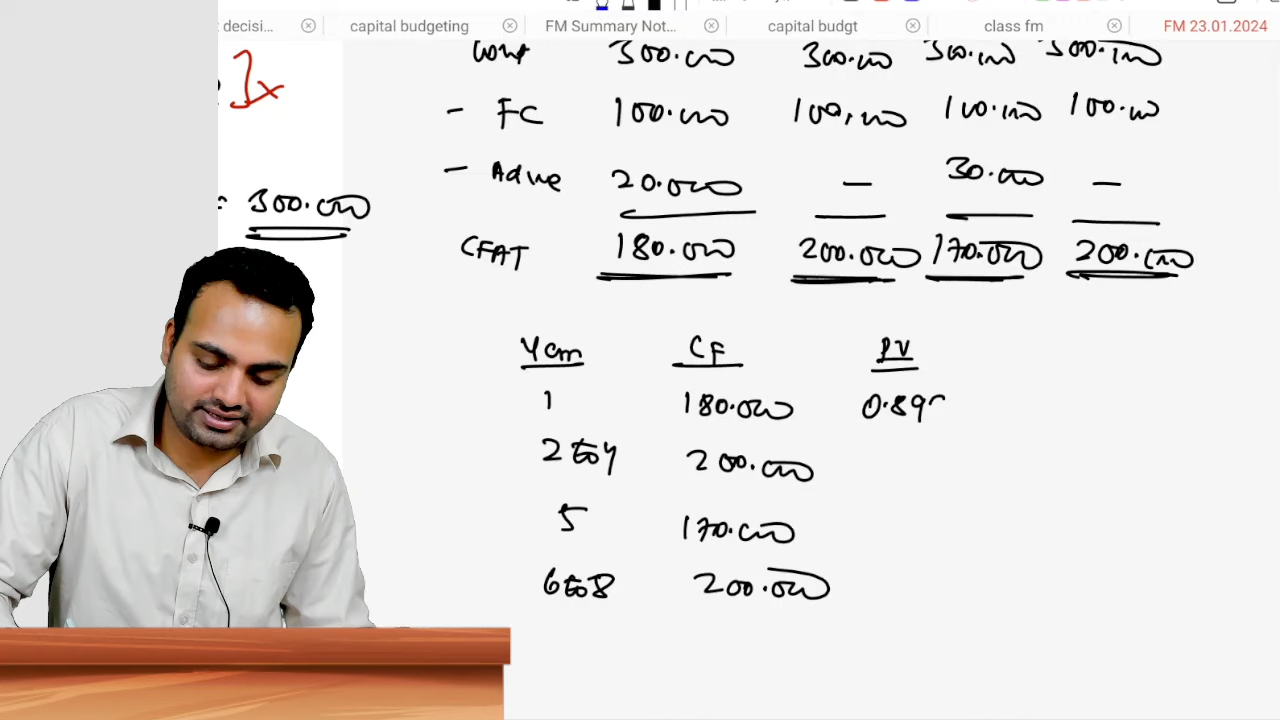 t decisi.. capital budgeting FM Summary Not... capital budgt class fm FM 23.01.2024
Cont 300.000 300.000 300.000 300.000
- FC 100.000 100.000 100.000 100.000
- Adve 20.000 — 30.000 —
= 300.000
CFAT 180.000 200.000 170.000 200.000
Year CF PV
1 180.000 0.89
2 to 4 200.000
5 170.000
6 to 8 200.000